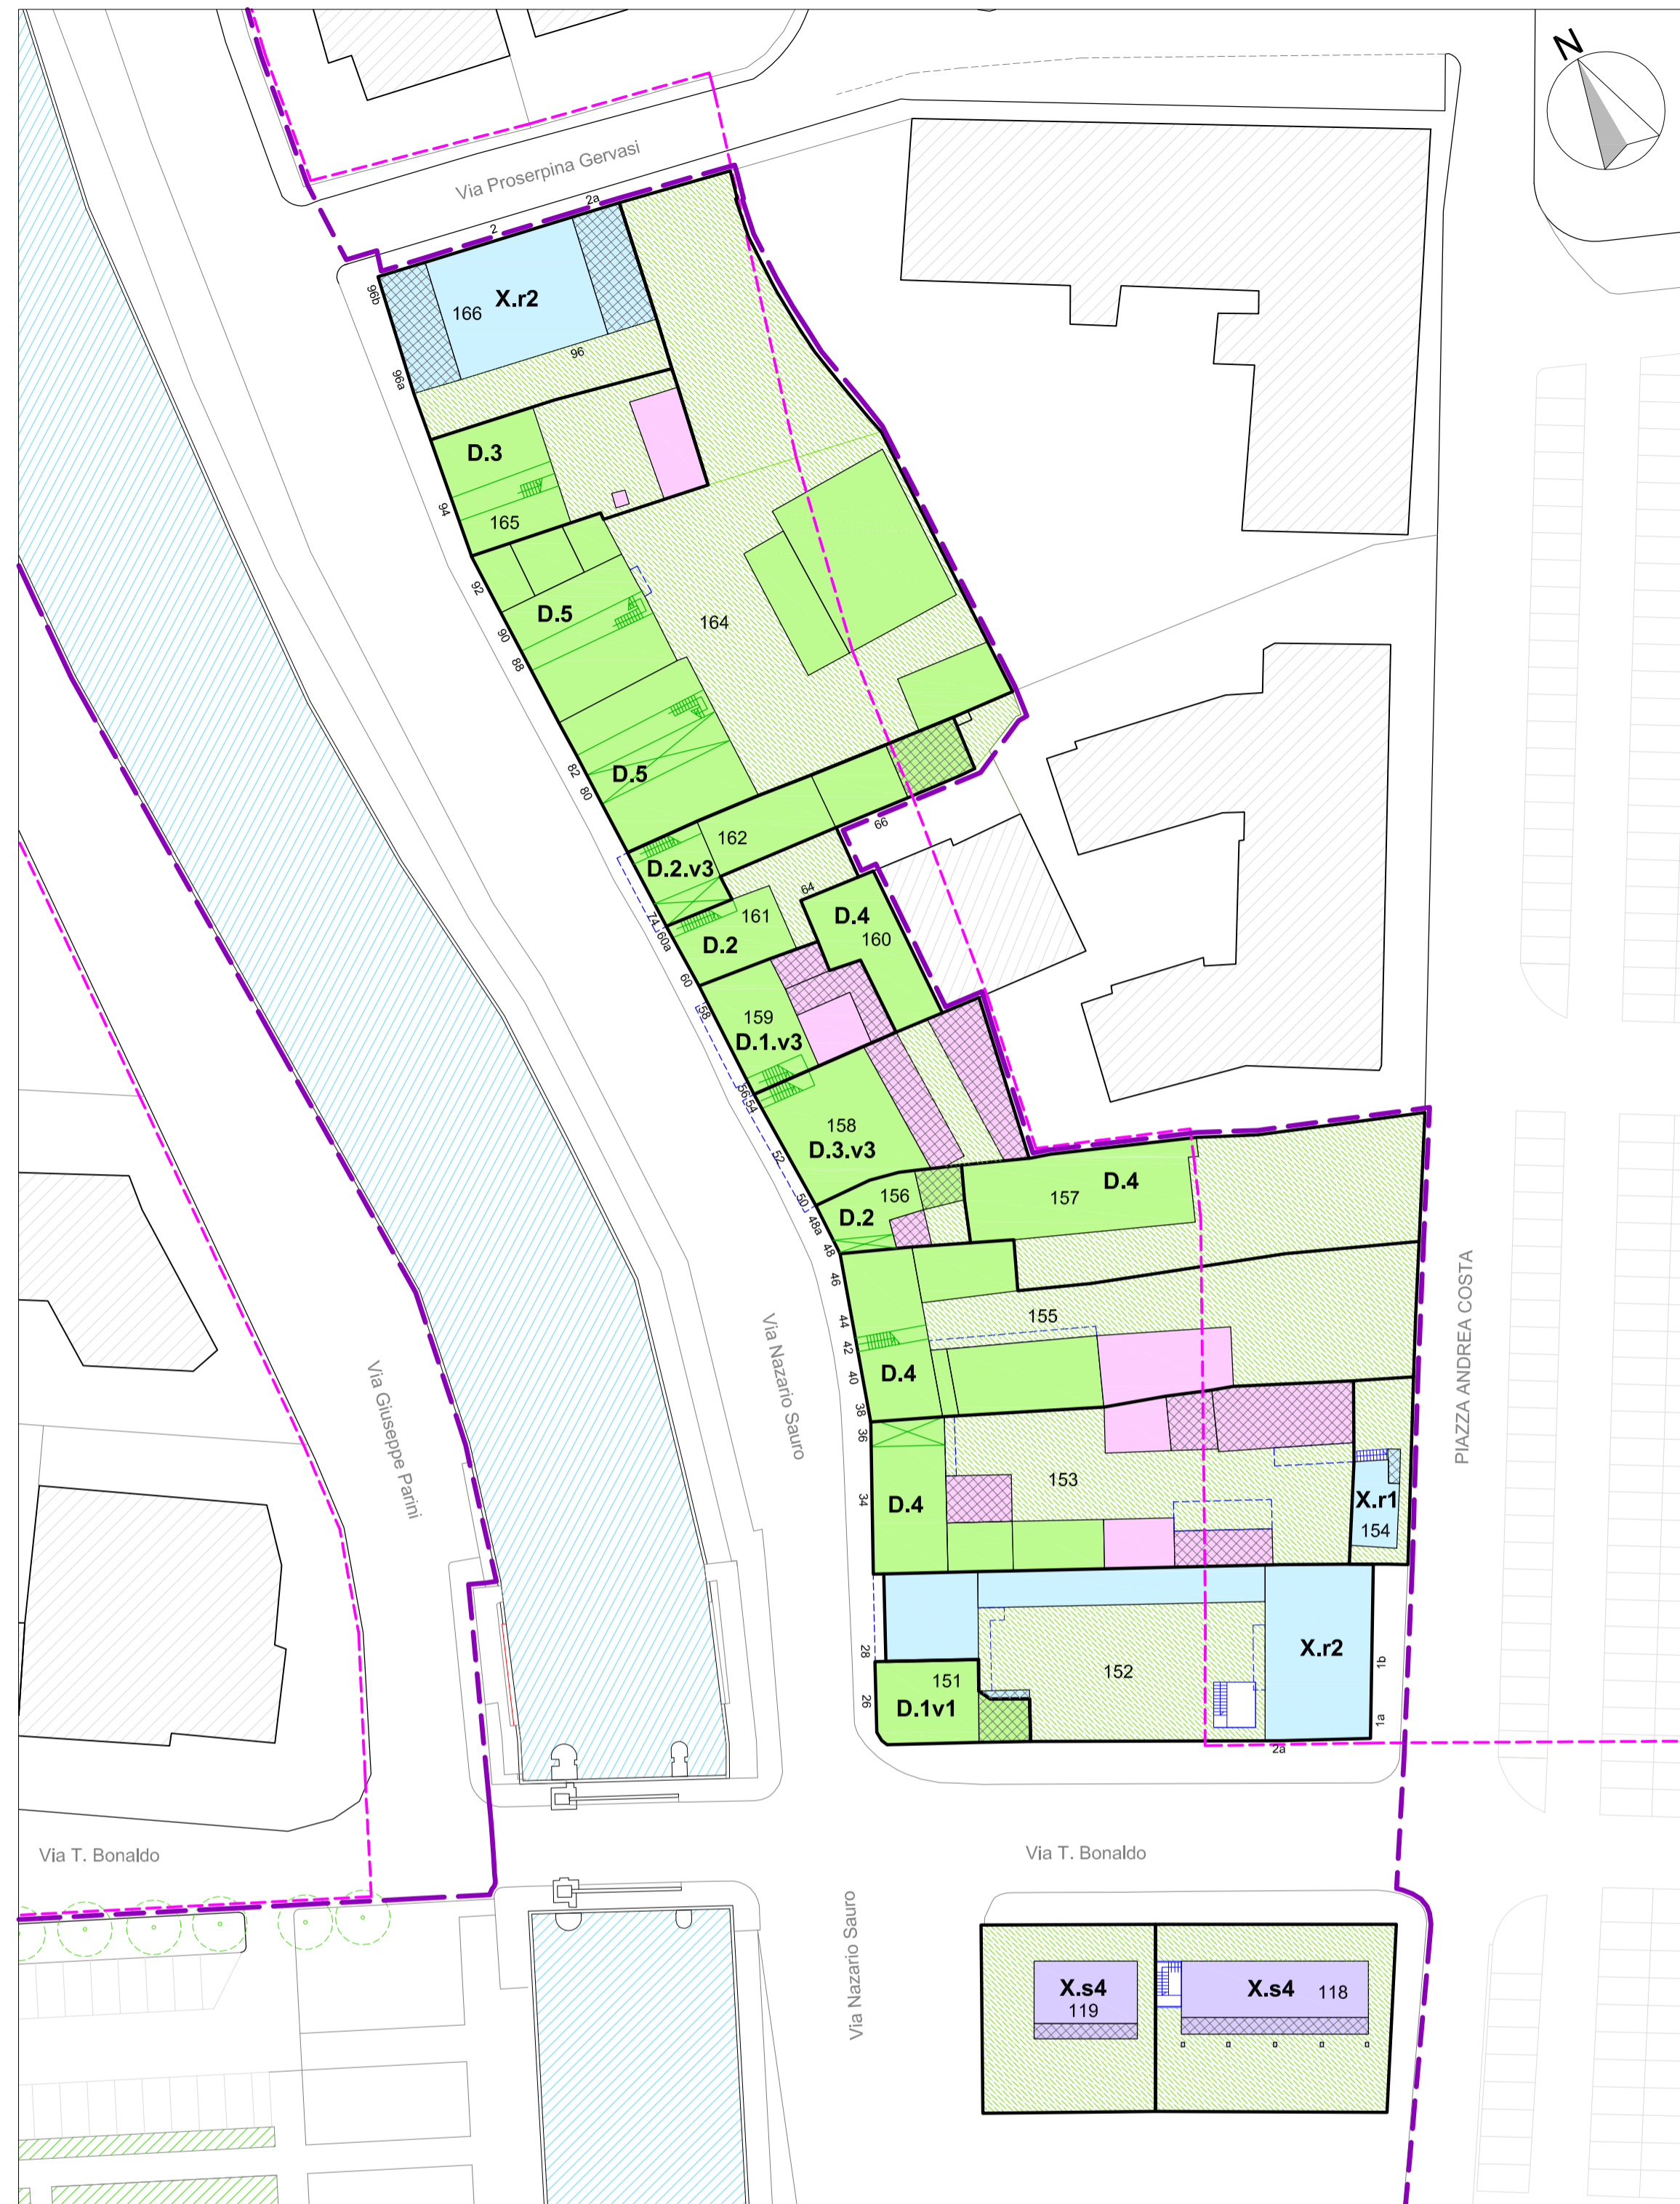 N
Via Proserpina Gervasi
2a
2
96b
X.r2
166
96
96a
D.3
94
165
92
D.5
90
164
88
82
D.5
80
66
162
D.2.v3
64
74
161
D.4
60a
D.2
160
60
58
159
D.1.v3
56
54
158
D.3.v3
52
50
156
D.4
157
D.2
48a
48
46
155
44
42
D.4
40
38
36
PIAZZA ANDREA COSTA
Via Nazario Sauro
Via Giuseppe Parini
153
34
D.4
X.r1
154
28
X.r2
152
1b
151
26
D.1v1
1a
2a
Via T. Bonaldo
Via T. Bonaldo
Via Nazario Sauro
X.s4
119
X.s4
118